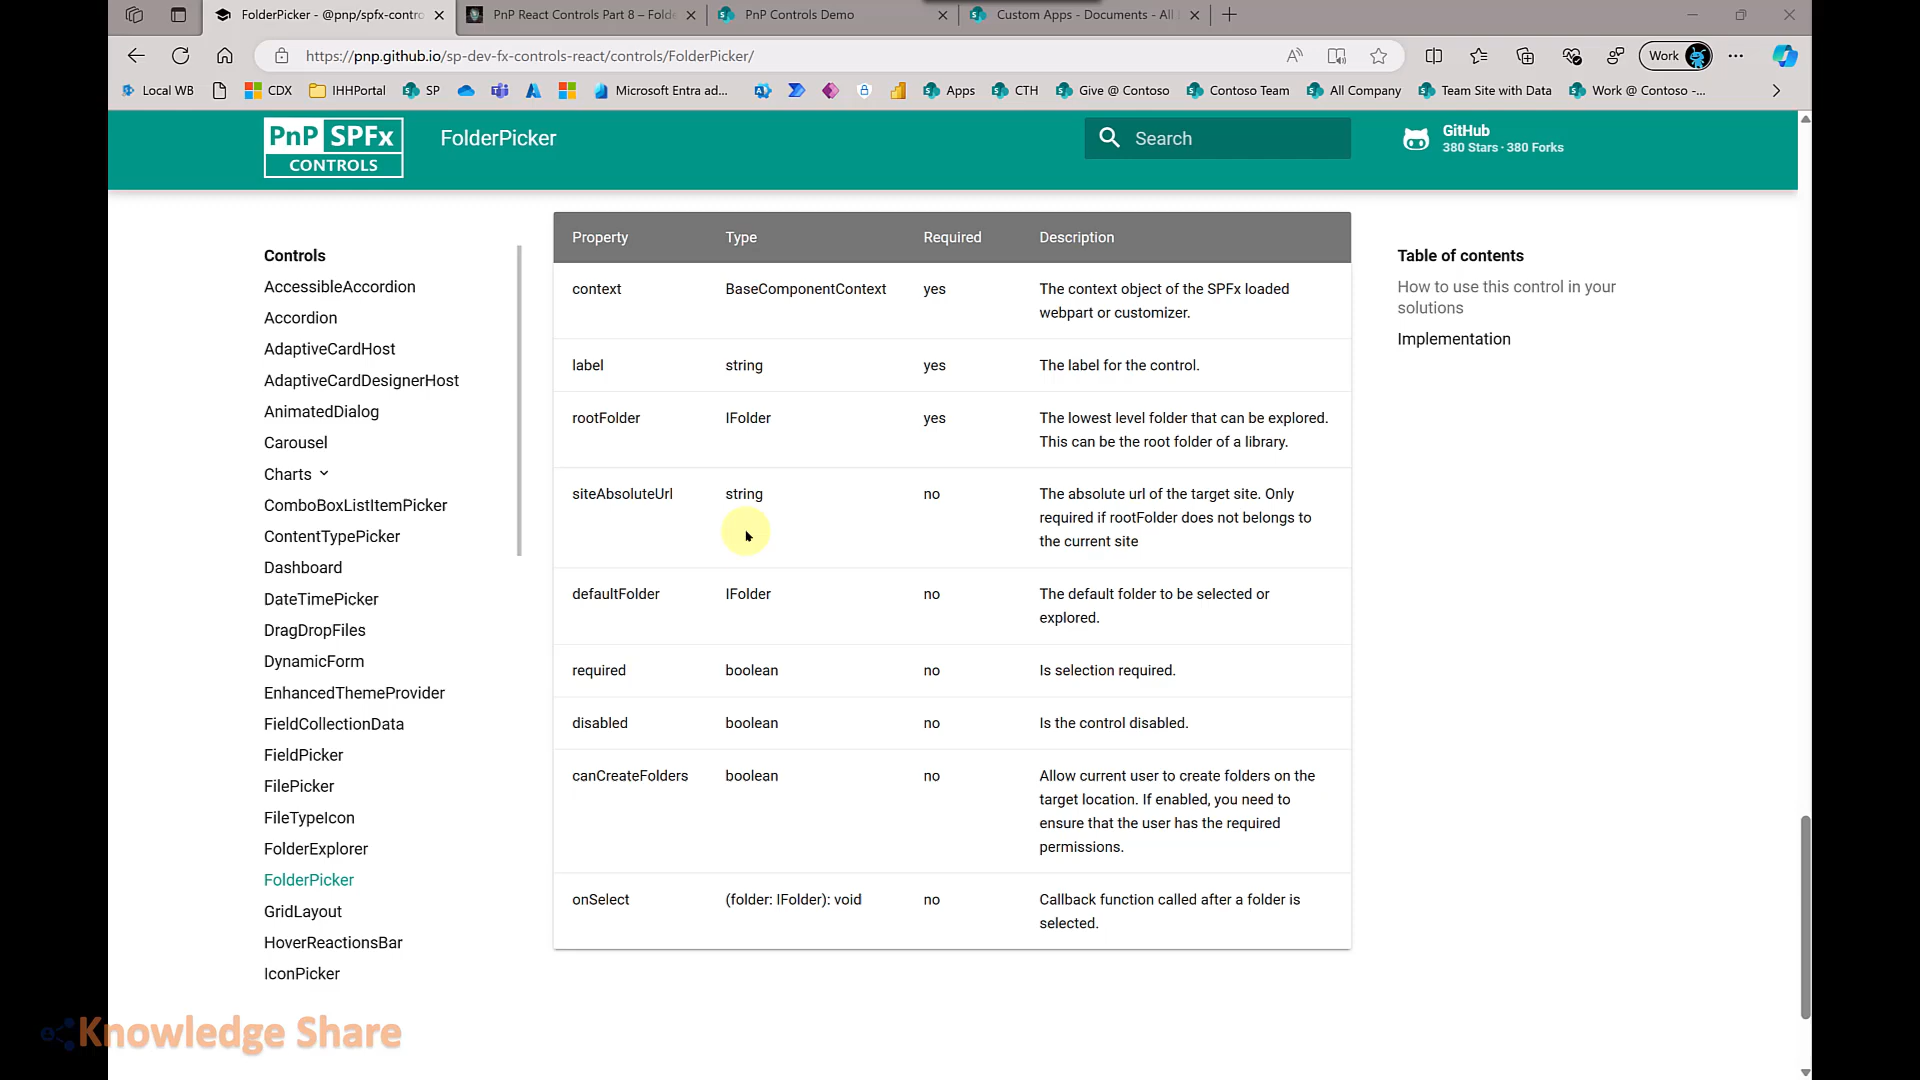 FolderPicker - @pnp/spfx-contro
PnP React Controls Part 8 – Folde
PnP Controls Demo
Custom Apps - Documents - All
https://pnp.github.io/sp-dev-fx-controls-react/controls/FolderPicker/
Work
Local WB
CDX
IHHPortal
SP
Microsoft Entra ad...
Apps
CTH
Give @ Contoso
Contoso Team
All Company
Team Site with Data
Work @ Contoso -...
PnP SPFx
CONTROLS
FolderPicker
Search
GitHub
380 Stars · 380 Forks
Controls
AccessibleAccordion
Accordion
AdaptiveCardHost
AdaptiveCardDesignerHost
AnimatedDialog
Carousel
Charts
ComboBoxListItemPicker
ContentTypePicker
Dashboard
DateTimePicker
DragDropFiles
DynamicForm
EnhancedThemeProvider
FieldCollectionData
FieldPicker
FilePicker
FileTypeIcon
FolderExplorer
FolderPicker
GridLayout
HoverReactionsBar
IconPicker
Property Type Required Description
context BaseComponentContext yes The context object of the SPFx loaded
webpart or customizer.
label string yes The label for the control.
rootFolder IFolder yes The lowest level folder that can be explored.
This can be the root folder of a library.
siteAbsoluteUrl string no The absolute url of the target site. Only
required if rootFolder does not belongs to
the current site
defaultFolder IFolder no The default folder to be selected or
explored.
required boolean no Is selection required.
disabled boolean no Is the control disabled.
canCreateFolders boolean no Allow current user to create folders on the
target location. If enabled, you need to
ensure that the user has the required
permissions.
onSelect (folder: IFolder): void no Callback function called after a folder is
selected.
Table of contents
How to use this control in your
solutions
Implementation
Knowledge Share